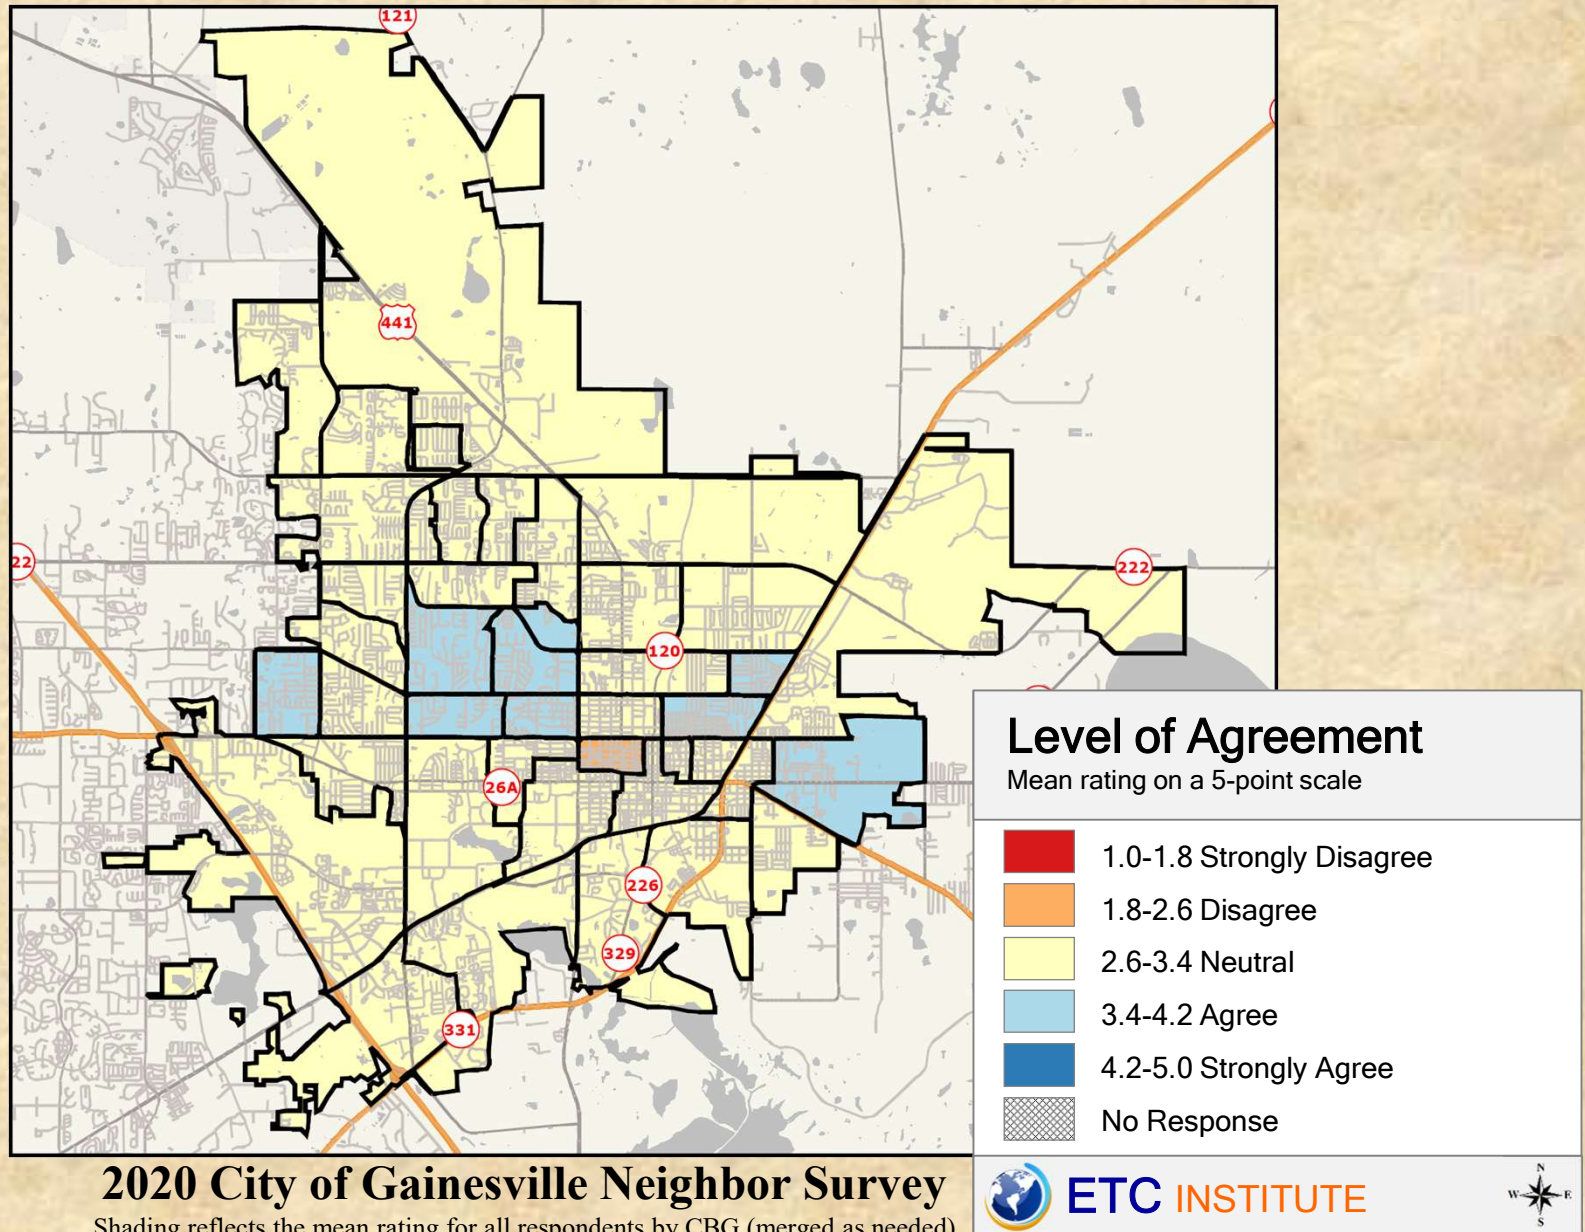 121
441
22
222
120
26A
226
329
331
Level of Agreement
Mean rating on a 5-point scale
1.0-1.8 Strongly Disagree
1.8-2.6 Disagree
2.6-3.4 Neutral
3.4-4.2 Agree
4.2-5.0 Strongly Agree
No Response
2020 City of Gainesville Neighbor Survey
Shading reflects the mean rating for all respondents by CBG (merged as needed)
ETC INSTITUTE
N
W E
S